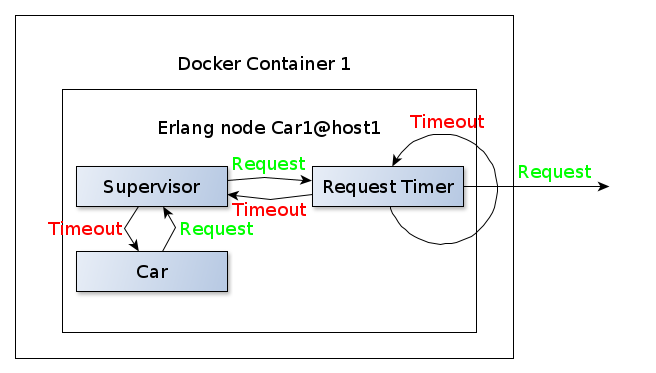 Docker Container 1
Erlang node Car1@host1
Timeout
Request
Request
Supervisor
Request Timer
Timeout
Timeout
Request
Car